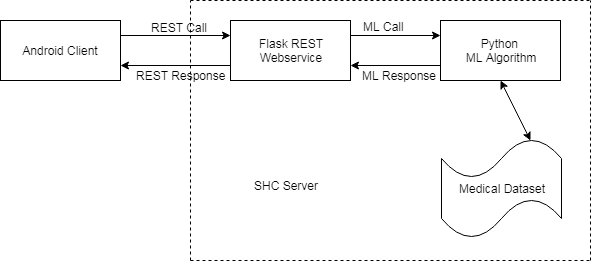 REST Call
ML Call
Android Client
Flask REST
Webservice
Python
ML Algorithm
REST Response
ML Response
SHC Server
Medical Dataset